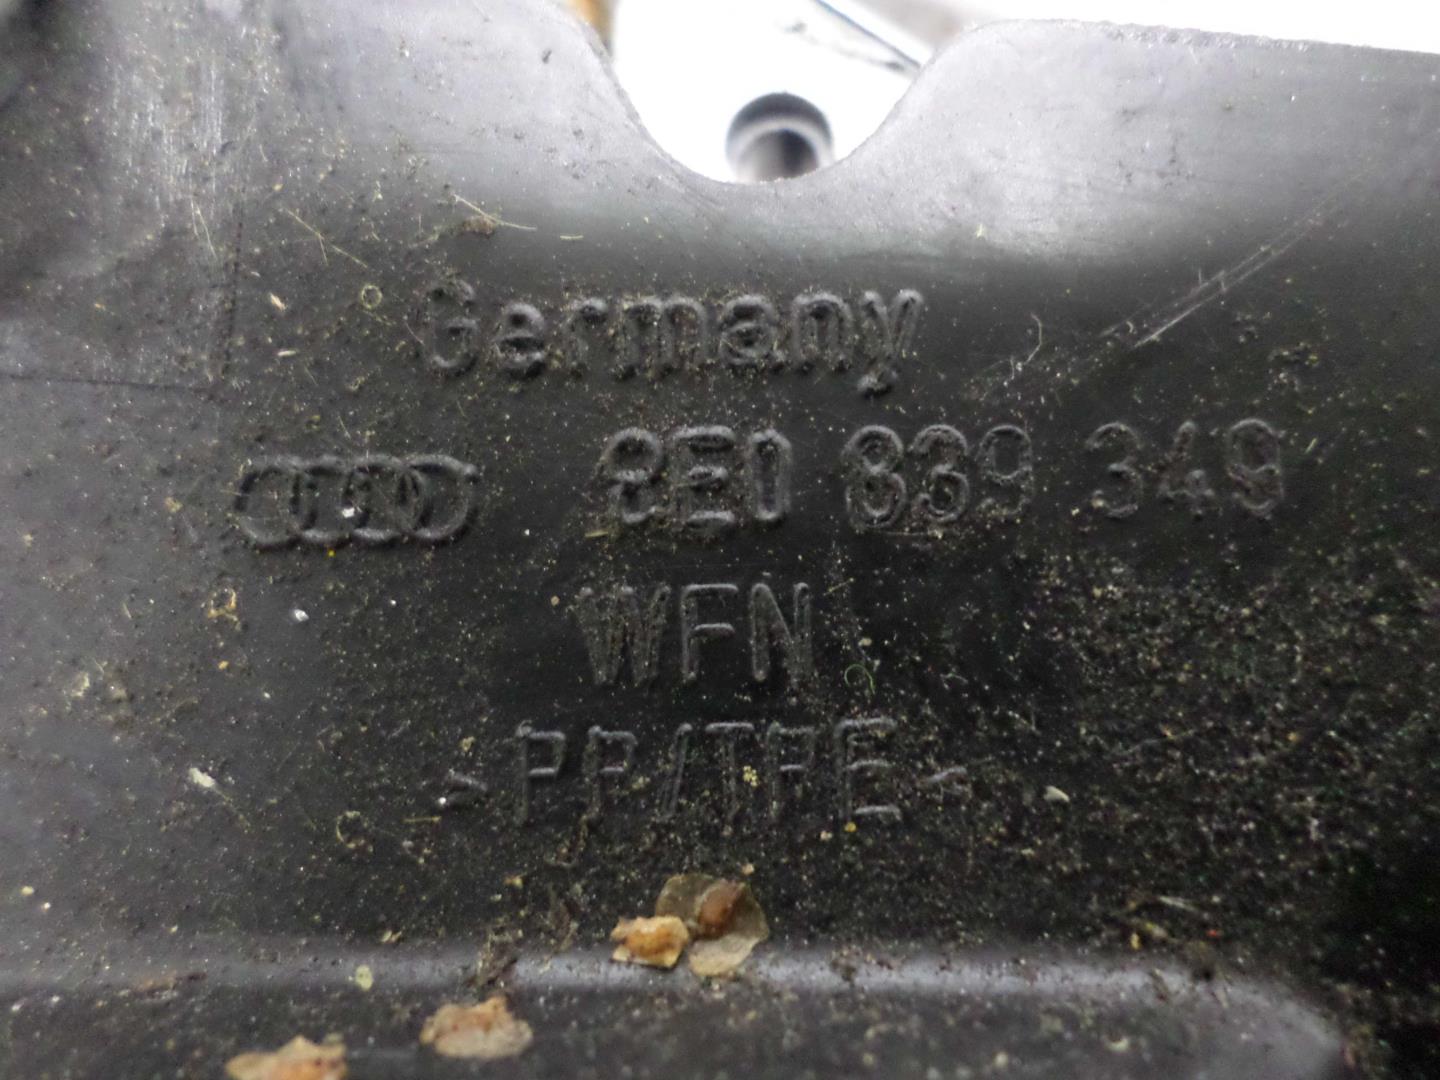 Germany
8E0 839 349
WFN
>PP/TPE<